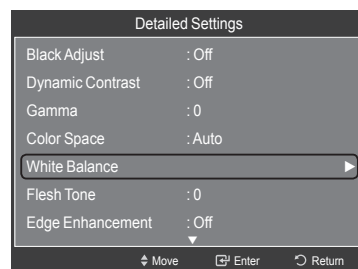 Detailed Settings
Black Adjust : Off
Dynamic Contrast : Off
Gamma : 0
Color Space : Auto
White Balance
Flesh Tone : 0
Edge Enhancement : Off
Move Enter Return